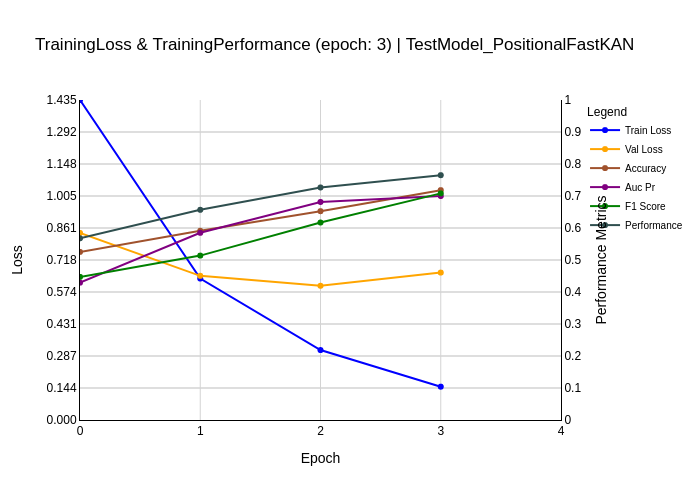 TrainingLoss & TrainingPerformance (epoch: 3) | TestModel_PositionalFastKAN
1.435
1.292
1.148
1.005
0.861
0.718
0.574
0.431
0.287
0.144
0.000
Loss
0
1
2
3
4
Epoch
1
0.9
0.8
0.7
0.6
0.5
0.4
0.3
0.2
0.1
0
Performance Metrics
Legend
Train Loss
Val Loss
Accuracy
Auc Pr
F1 Score
Performance